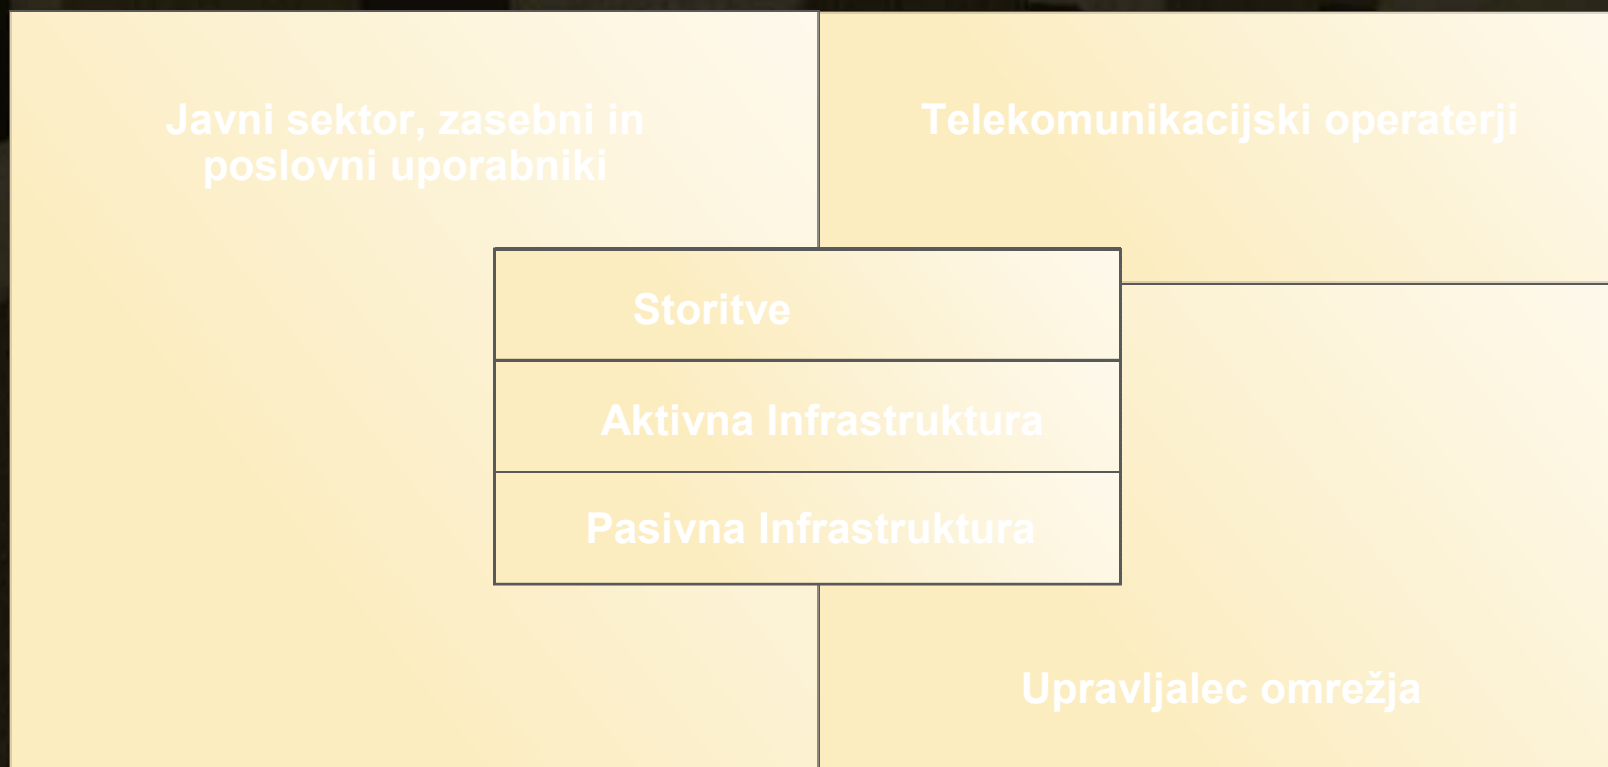 Javni sektor, zasebni in
poslovni uporabniki
Telekomunikacijski operaterji
Storitve
Aktivna Infrastruktura
Pasivna Infrastruktura
Upravljalec omrežja